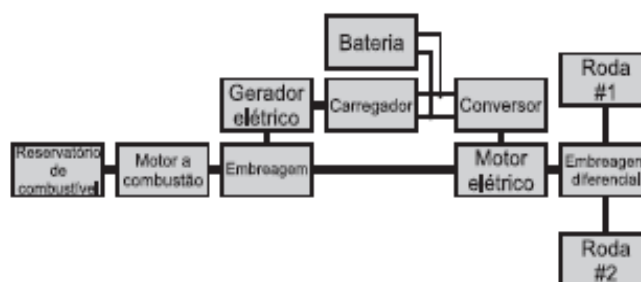 Bateria
Roda
#1
Gerador
elétrico
Carregador
Conversor
Reservatório
de
combustível
Motor a
combustão
Embreagem
Motor
elétrico
Embreagem
diferencial
Roda
#2